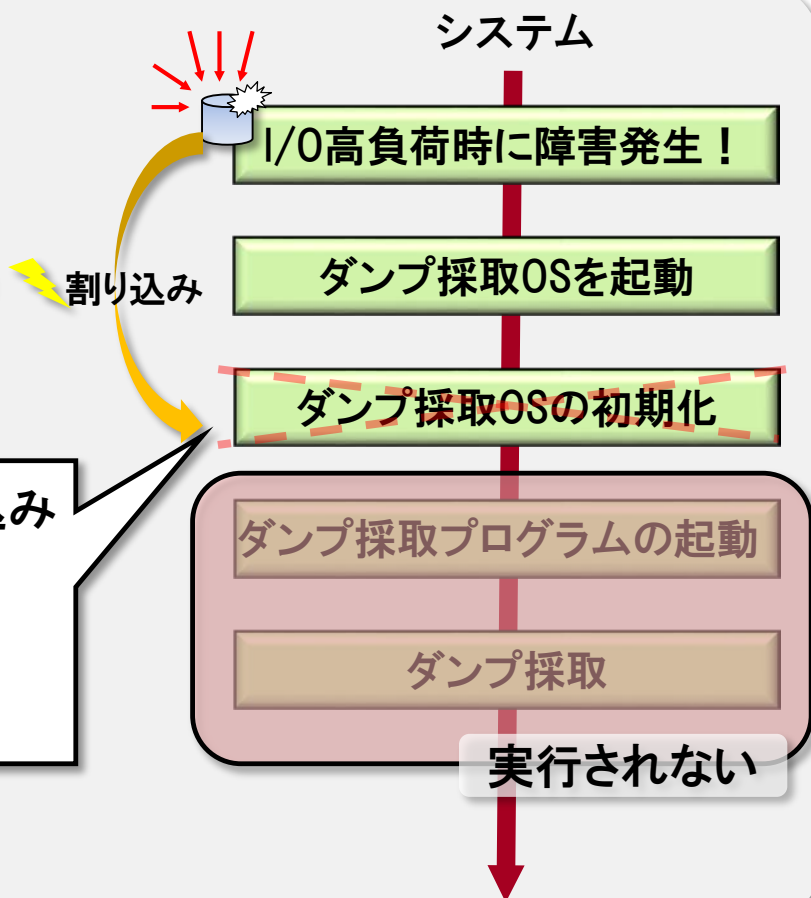 システム
I/O高負荷時に障害発生！
ダンプ採取OSを起動
割り込み
ダンプ採取OSの初期化
み
ダンプ採取プログラムの起動
ダンプ採取
実行されない